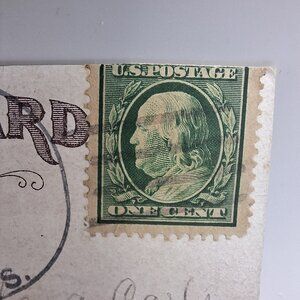 U.S.POSTAGE
ARD
ONE CENT
s.